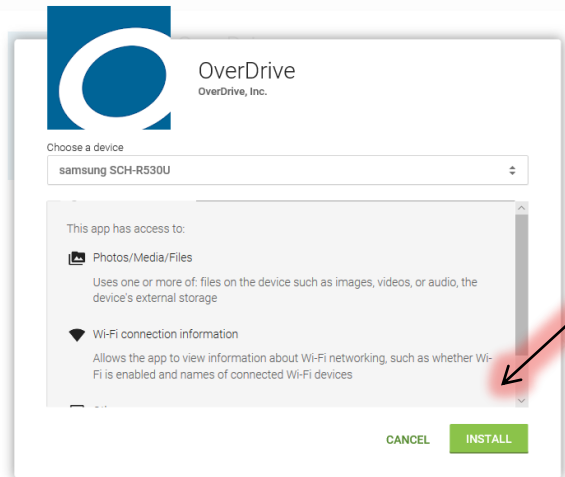 OverDrive
OverDrive, Inc.
Choose a device
samsung SCH-R530U
This app has access to:
Photos/Media/Files
Uses one or more of: files on the device such as images, videos, or audio, the
device's external storage
Wi-Fi connection information
Allows the app to view information about Wi-Fi networking, such as whether Wi-
Fi is enabled and names of connected Wi-Fi devices
CANCEL INSTALL